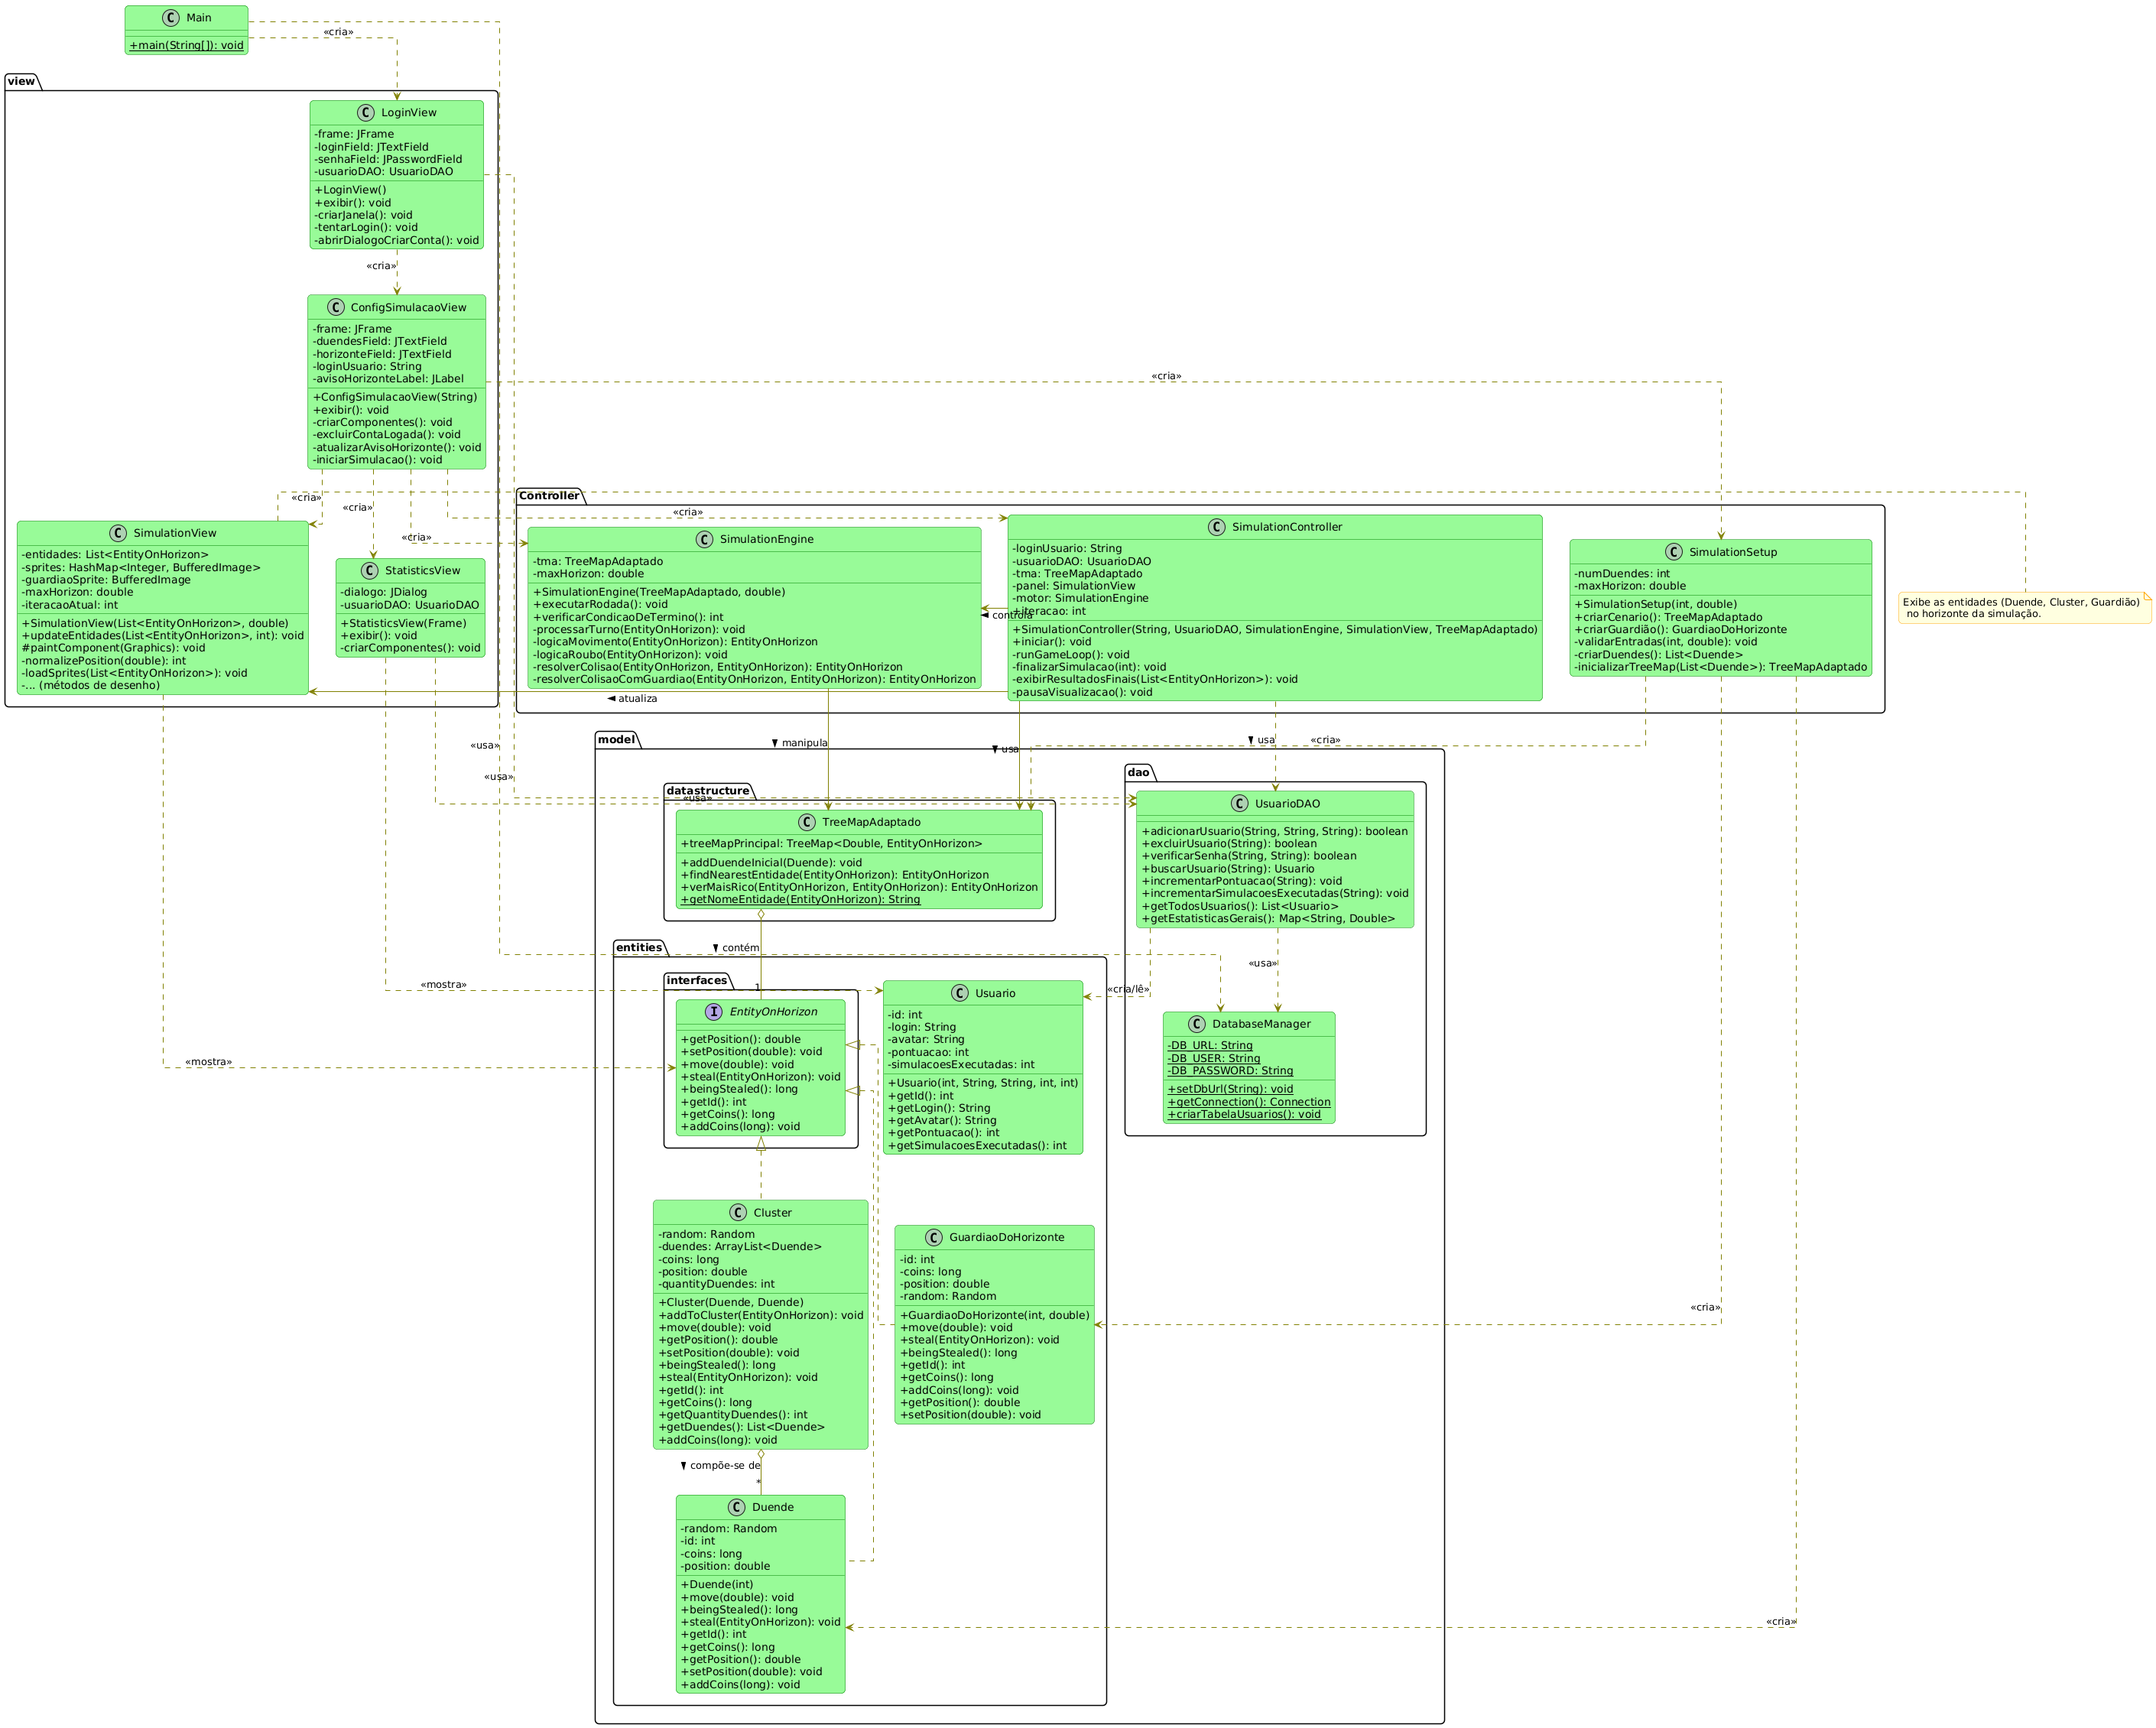 Main
+main(String[]): void
«cria»
view
LoginView
-frame: JFrame
-loginField: JTextField
-senhaField: JPasswordField
-usuarioDAO: UsuarioDAO
+LoginView()
+exibir(): void
-criarJanela(): void
-tentarLogin(): void
-abrirDialogoCriarConta(): void
«cria»
ConfigSimulacaoView
-frame: JFrame
-duendesField: JTextField
-horizonteField: JTextField
-loginUsuario: String
-avisoHorizonteLabel: JLabel
+ConfigSimulacaoView(String)
+exibir(): void
-criarComponentes(): void
-excluirContaLogada(): void
-atualizarAvisoHorizonte(): void
-iniciarSimulacao(): void
«cria»
«cria»
«cria»
«cria»
«cria»
SimulationView
-entidades: List<EntityOnHorizon>
-sprites: HashMap<Integer, BufferedImage>
-guardiaoSprite: BufferedImage
-maxHorizon: double
-iteracaoAtual: int
+SimulationView(List<EntityOnHorizon>, double)
+updateEntidades(List<EntityOnHorizon>, int): void
#paintComponent(Graphics): void
-normalizePosition(double): int
-loadSprites(List<EntityOnHorizon>): void
-... (métodos de desenho)
StatisticsView
-dialogo: JDialog
-usuarioDAO: UsuarioDAO
+StatisticsView(Frame)
+exibir(): void
-criarComponentes(): void
Controller
SimulationEngine
-tma: TreeMapAdaptado
-maxHorizon: double
+SimulationEngine(TreeMapAdaptado, double)
+executarRodada(): void
+verificarCondicaoDeTermino(): int
-processarTurno(EntityOnHorizon): void
-logicaMovimento(EntityOnHorizon): EntityOnHorizon
-logicaRoubo(EntityOnHorizon): void
-resolverColisao(EntityOnHorizon, EntityOnHorizon): EntityOnHorizon
-resolverColisaoComGuardiao(EntityOnHorizon, EntityOnHorizon): EntityOnHorizon
controla
SimulationController
-loginUsuario: String
-usuarioDAO: UsuarioDAO
-tma: TreeMapAdaptado
-panel: SimulationView
-motor: SimulationEngine
+iteracao: int
+SimulationController(String, UsuarioDAO, SimulationEngine, SimulationView, TreeMapAdaptado)
+iniciar(): void
-runGameLoop(): void
-finalizarSimulacao(int): void
-exibirResultadosFinais(List<EntityOnHorizon>): void
-pausaVisualizacao(): void
SimulationSetup
-numDuendes: int
-maxHorizon: double
+SimulationSetup(int, double)
+criarCenario(): TreeMapAdaptado
+criarGuardião(): GuardiaoDoHorizonte
-validarEntradas(int, double): void
-criarDuendes(): List<Duende>
-inicializarTreeMap(List<Duende>): TreeMapAdaptado
Exibe as entidades (Duende, Cluster, Guardião)
no horizonte da simulação.
atualiza
«usa»
«usa»
«usa»
manipula
usa
usa
«cria»
model
datastructure
TreeMapAdaptado
+treeMapPrincipal: TreeMap<Double, EntityOnHorizon>
+addDuendeInicial(Duende): void
+findNearestEntidade(EntityOnHorizon): EntityOnHorizon
+verMaisRico(EntityOnHorizon, EntityOnHorizon): EntityOnHorizon
+getNomeEntidade(EntityOnHorizon): String
dao
UsuarioDAO
+adicionarUsuario(String, String, String): boolean
+excluirUsuario(String): boolean
+verificarSenha(String, String): boolean
+buscarUsuario(String): Usuario
+incrementarPontuacao(String): void
+incrementarSimulacoesExecutadas(String): void
+getTodosUsuarios(): List<Usuario>
+getEstatisticasGerais(): Map<String, Double>
contém
1
«mostra»
«mostra»
«cria/lê»
«usa»
entities
interfaces
EntityOnHorizon
+getPosition(): double
+setPosition(double): void
+move(double): void
+steal(EntityOnHorizon): void
+beingStealed(): long
+getId(): int
+getCoins(): long
+addCoins(long): void
Usuario
-id: int
-login: String
-avatar: String
-pontuacao: int
-simulacoesExecutadas: int
+Usuario(int, String, String, int, int)
+getId(): int
+getLogin(): String
+getAvatar(): String
+getPontuacao(): int
+getSimulacoesExecutadas(): int
DatabaseManager
-DB_URL: String
-DB_USER: String
-DB_PASSWORD: String
+setDbUrl(String): void
+getConnection(): Connection
+criarTabelaUsuarios(): void
Cluster
-random: Random
-duendes: ArrayList<Duende>
-coins: long
-position: double
-quantityDuendes: int
+Cluster(Duende, Duende)
+addToCluster(EntityOnHorizon): void
+move(double): void
+getPosition(): double
+setPosition(double): void
+beingStealed(): long
+steal(EntityOnHorizon): void
+getId(): int
+getCoins(): long
+getQuantityDuendes(): int
+getDuendes(): List<Duende>
+addCoins(long): void
GuardiaoDoHorizonte
-id: int
-coins: long
-position: double
-random: Random
+GuardiaoDoHorizonte(int, double)
+move(double): void
+steal(EntityOnHorizon): void
+beingStealed(): long
+getId(): int
+getCoins(): long
+addCoins(long): void
+getPosition(): double
+setPosition(double): void
«cria»
compõe-se de
*
Duende
-random: Random
-id: int
-coins: long
-position: double
+Duende(int)
+move(double): void
+beingStealed(): long
+steal(EntityOnHorizon): void
+getId(): int
+getCoins(): long
+getPosition(): double
+setPosition(double): void
+addCoins(long): void
«cria»